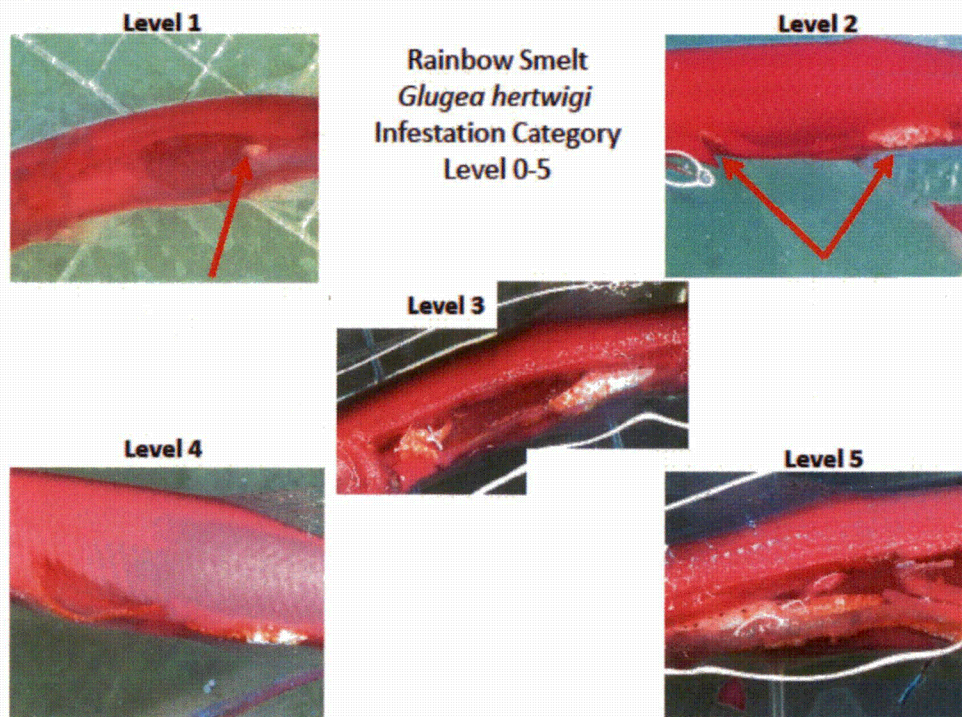 Level 1
Rainbow Smelt
Glugea hertwigi
Infestation Category
Level 0-5
Level 2
Level 3
Level 4
Level 5